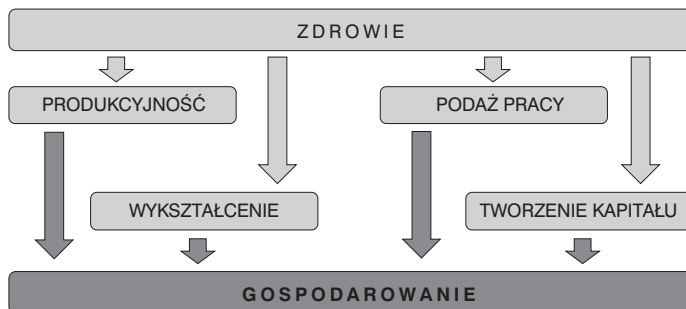 ZDROWIE
PRODUKCYJNOŚĆ
PODAŻ PRACY
WYKSZTAŁCENIE
TWORZENIE KAPITAŁU
GOSPODAROWANIE